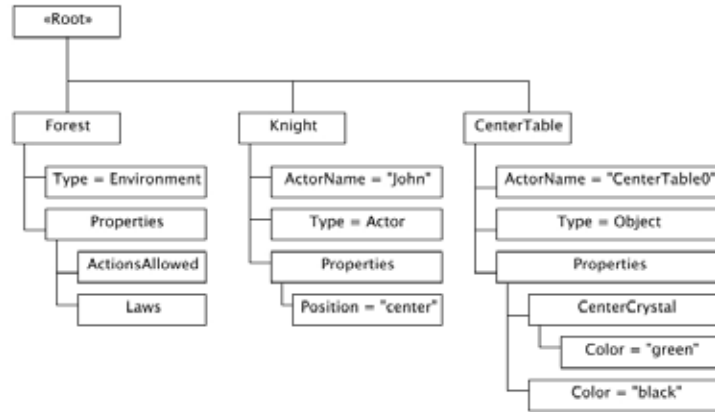 «Root»
Forest
Knight
CenterTable
Type = Environment
ActorName = "John"
ActorName = "CenterTable0"
Properties
Type = Actor
Type = Object
ActionsAllowed
Properties
Properties
Laws
Position = "center"
CenterCrystal
Color = "green"
Color = "black"